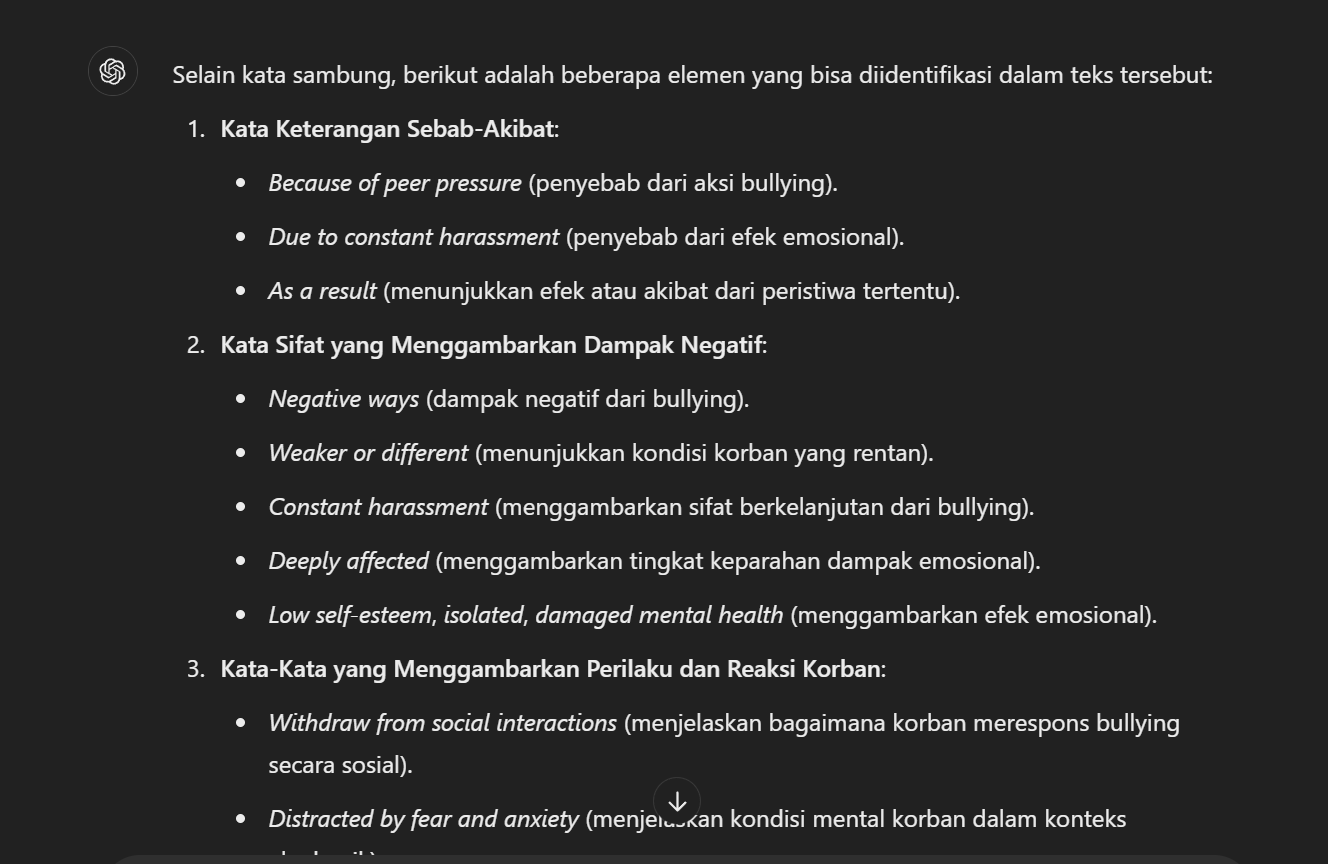 Selain kata sambung, berikut adalah beberapa elemen yang bisa diidentifikasi dalam teks tersebut:
1. Kata Keterangan Sebab-Akibat:
• Because of peer pressure (penyebab dari aksi bullying).
• Due to constant harassment (penyebab dari efek emosional).
• As a result (menunjukkan efek atau akibat dari peristiwa tertentu).
2. Kata Sifat yang Menggambarkan Dampak Negatif:
• Negative ways (dampak negatif dari bullying).
• Weaker or different (menunjukkan kondisi korban yang rentan).
• Constant harassment (menggambarkan sifat berkelanjutan dari bullying).
• Deeply affected (menggambarkan tingkat keparahan dampak emosional).
• Low self-esteem, isolated, damaged mental health (menggambarkan efek emosional).
3. Kata-Kata yang Menggambarkan Perilaku dan Reaksi Korban:
• Withdraw from social interactions (menjelaskan bagaimana korban merespons bullying
secara sosial).
• Distracted by fear and anxiety (menjelaskan kondisi mental korban dalam konteks